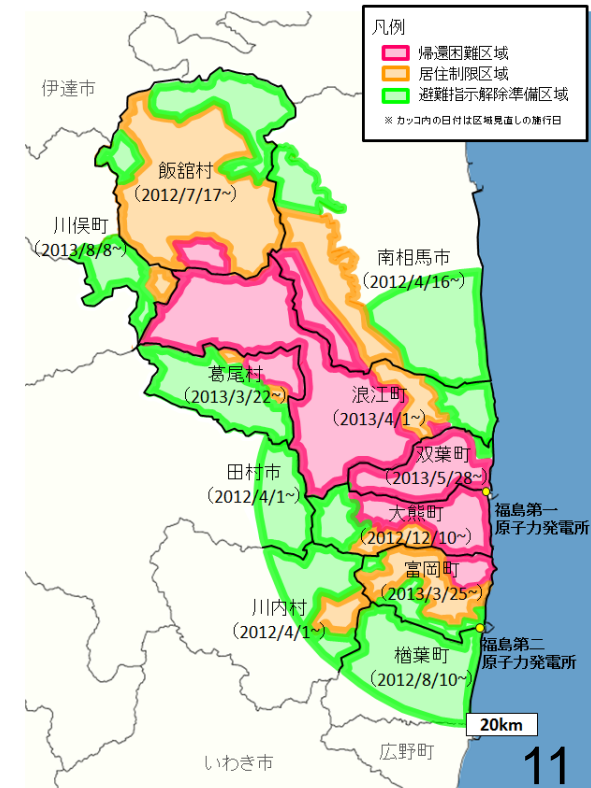 凡例
帰還困難区域
居住制限区域
避難指示解除準備区域
※ カッコ内の日付は区域見直しの施行日
伊達市
飯舘村
(2012/7/17~)
川俣町
(2013/8/8~)
南相馬市
(2012/4/16~)
葛尾村
(2013/3/22~)
浪江町
(2013/4/1~)
双葉町
(2013/5/28~)
田村市
(2012/4/1~)
大熊町
(2012/12/10~)
福島第一
原子力発電所
富岡町
(2013/3/25~)
川内村
(2012/4/1~)
福島第二
原子力発電所
楢葉町
(2012/8/10~)
20km
広野町
いわき市
11